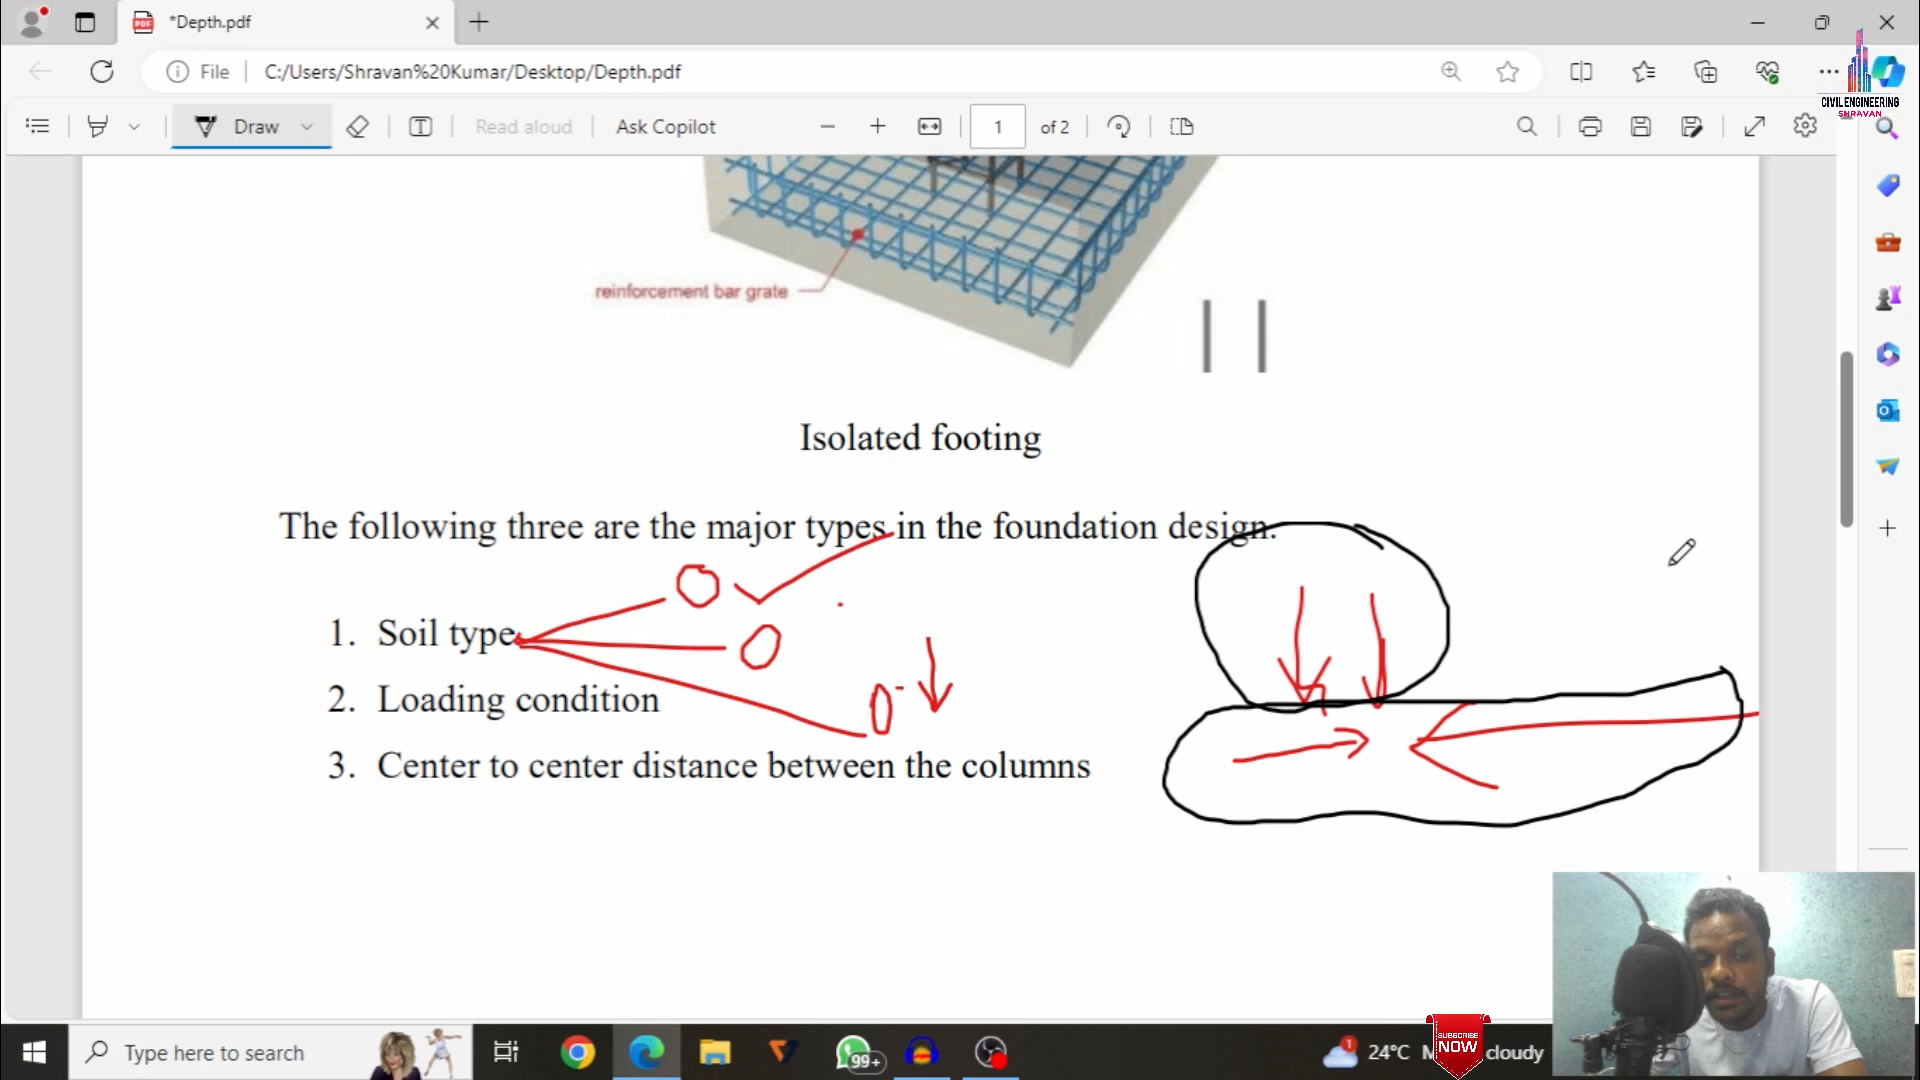 *Depth.pdf
File
C:/Users/Shravan%20Kumar/Desktop/Depth.pdf
CIVIL ENGINEERING
SHRAVAN
Draw
Read aloud
Ask Copilot
1
of 2
reinforcement bar grate
Isolated footing
The following three are the major types in the foundation design.
1. Soil type
2. Loading condition
3. Center to center distance between the columns
Type here to search
99+
1
24°C
cloudy
SUBSCRIBE
NOW